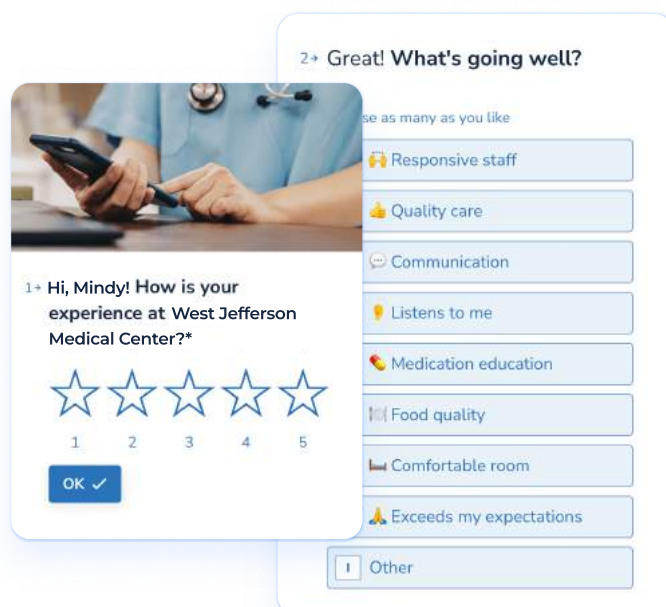 1→ Hi, Mindy! How is your
experience at West Jefferson
Medical Center?*
1 2 3 4 5
OK
2→ Great! What's going well?
as many as you like
Responsive staff
Quality care
Communication
Listens to me
Medication education
Food quality
Comfortable room
Exceeds my expectations
I Other